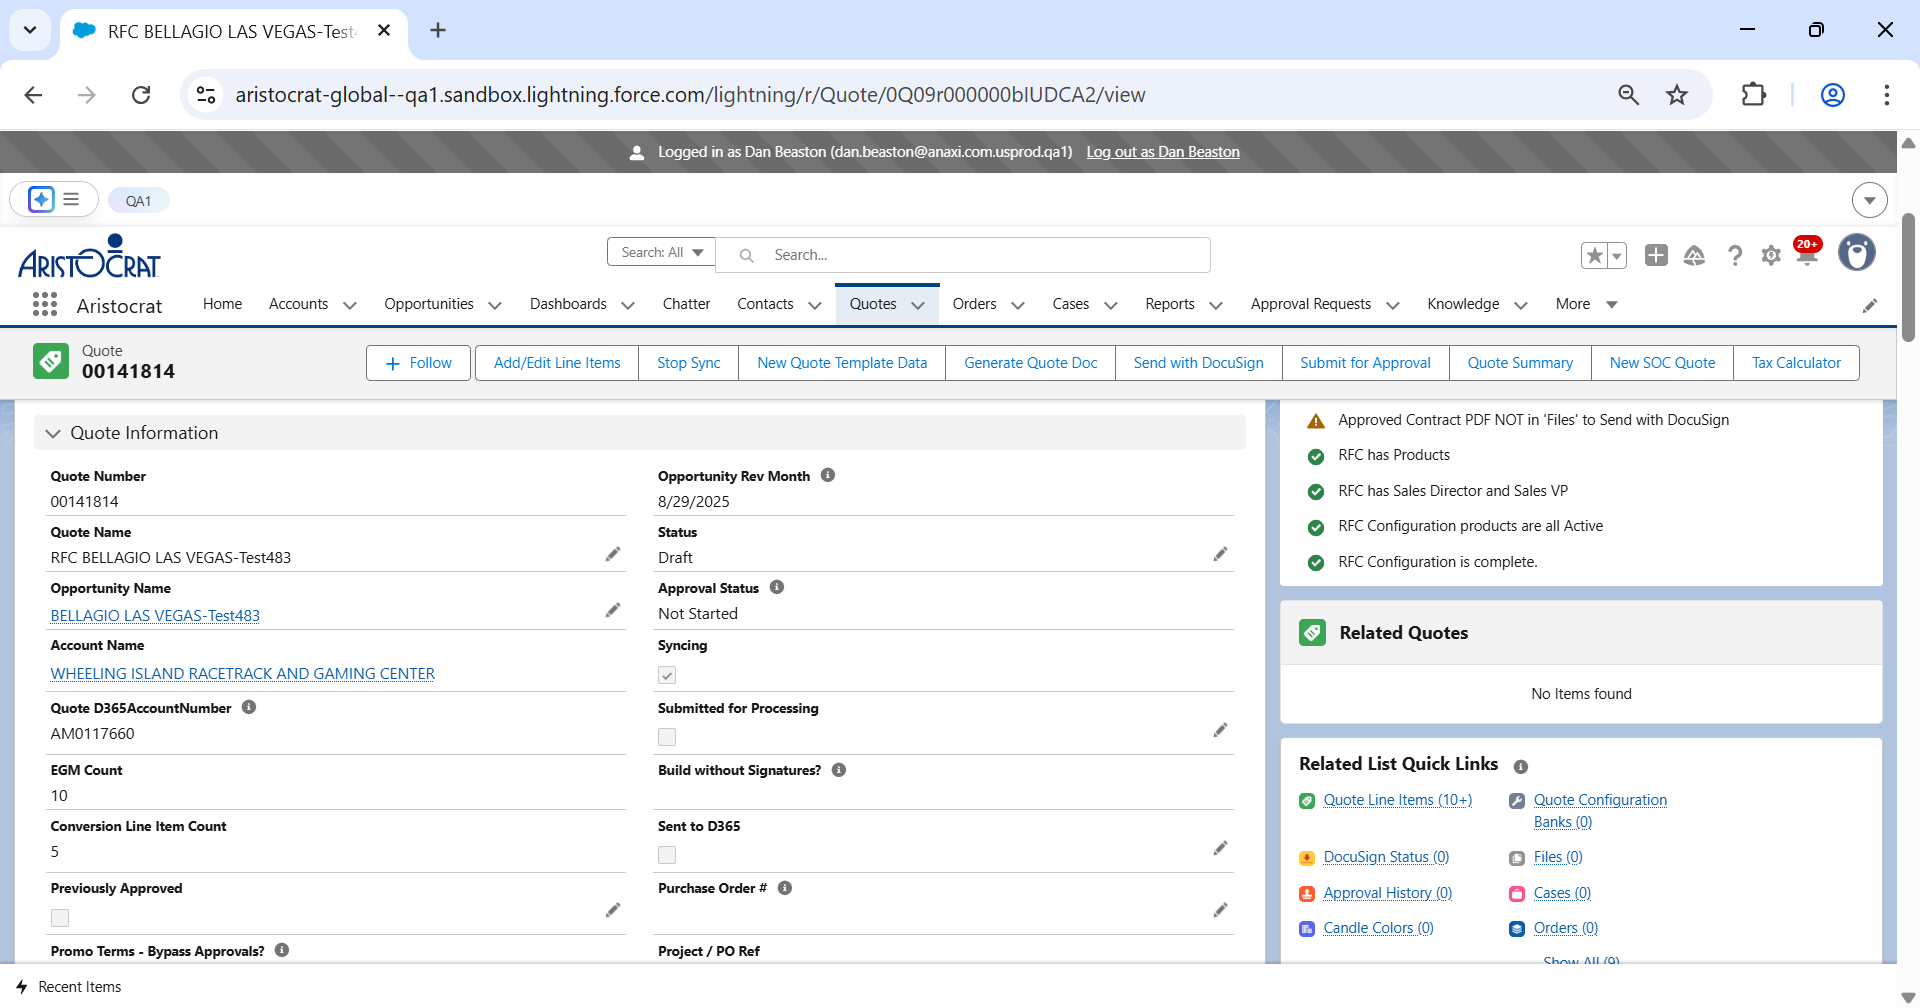 RFC BELLAGIO LAS VEGAS-Test4
aristocrat-global--qa1.sandbox.lightning.force.com/lightning/r/Quote/0Q09r000000bIUDCA2/view
Logged in as Dan Beaston (dan.beaston@anaxi.com.usprod.qa1) Log out as Dan Beaston
QA1
ARISTOCRAT
Search: All
Search...
20+
Aristocrat
Home
Accounts
Opportunities
Dashboards
Chatter
Contacts
Quotes
Orders
Cases
Reports
Approval Requests
Knowledge
More
Quote
00141814
Follow
Add/Edit Line Items
Stop Sync
New Quote Template Data
Generate Quote Doc
Send with DocuSign
Submit for Approval
Quote Summary
New SOC Quote
Tax Calculator
Quote Information
Quote Number
00141814
Opportunity Rev Month
8/29/2025
Quote Name
RFC BELLAGIO LAS VEGAS-Test483
Status
Draft
Opportunity Name
BELLAGIO LAS VEGAS-Test483
Approval Status
Not Started
Account Name
WHEELING ISLAND RACETRACK AND GAMING CENTER
Syncing
Quote D365AccountNumber
AM0117660
Submitted for Processing
EGM Count
10
Build without Signatures?
Conversion Line Item Count
5
Sent to D365
Previously Approved
Purchase Order #
Promo Terms - Bypass Approvals?
Project / PO Ref
Approved Contract PDF NOT in 'Files' to Send with DocuSign
RFC has Products
RFC has Sales Director and Sales VP
RFC Configuration products are all Active
RFC Configuration is complete.
Related Quotes
No Items found
Related List Quick Links
Quote Line Items (10+)
Quote Configuration
Banks (0)
DocuSign Status (0)
Files (0)
Approval History (0)
Cases (0)
Candle Colors (0)
Orders (0)
Show All (9)
Recent Items